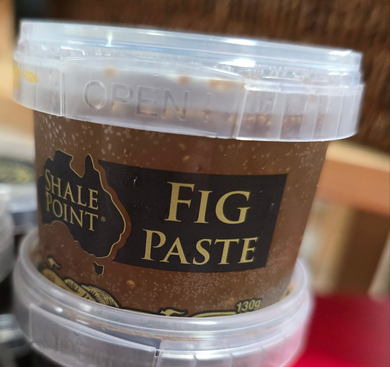 OPEN
SHALE
POINT®
FIG
PASTE
130g